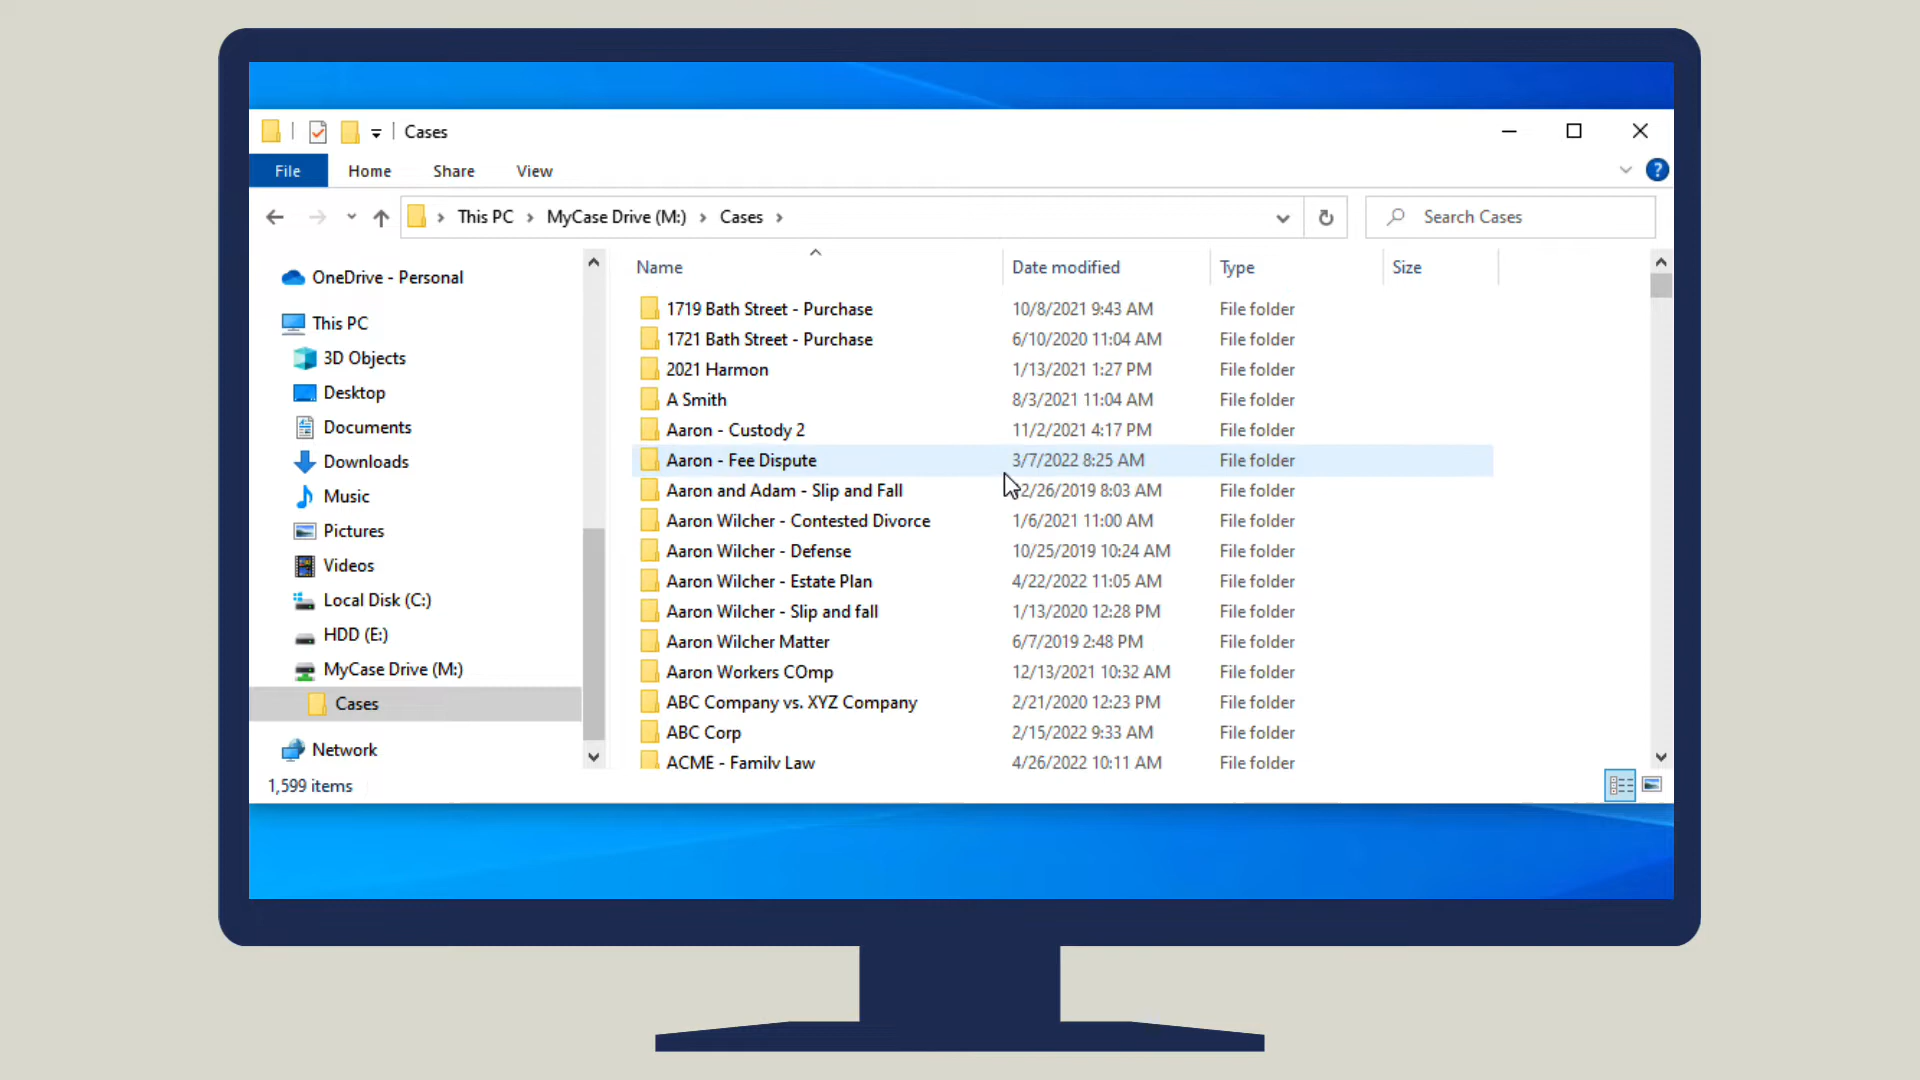 Cases
File Home Share View
?
This PC MyCase Drive (M:) Cases
Search Cases
OneDrive - Personal
This PC
3D Objects
Desktop
Documents
Downloads
Music
Pictures
Videos
Local Disk (C:)
HDD (E:)
MyCase Drive (M:)
Cases
Network
Name Date modified Type Size
1719 Bath Street - Purchase 10/8/2021 9:43 AM File folder
1721 Bath Street - Purchase 6/10/2020 11:04 AM File folder
2021 Harmon 1/13/2021 1:27 PM File folder
A Smith 8/3/2021 11:04 AM File folder
Aaron - Custody 2 11/2/2021 4:17 PM File folder
Aaron - Fee Dispute 3/7/2022 8:25 AM File folder
Aaron and Adam - Slip and Fall 2/26/2019 8:03 AM File folder
Aaron Wilcher - Contested Divorce 1/6/2021 11:00 AM File folder
Aaron Wilcher - Defense 10/25/2019 10:24 AM File folder
Aaron Wilcher - Estate Plan 4/22/2022 11:05 AM File folder
Aaron Wilcher - Slip and fall 1/13/2020 12:28 PM File folder
Aaron Wilcher Matter 6/7/2019 2:48 PM File folder
Aaron Workers COmp 12/13/2021 10:32 AM File folder
ABC Company vs. XYZ Company 2/21/2020 12:23 PM File folder
ABC Corp 2/15/2022 9:33 AM File folder
ACME - Family Law 4/26/2022 10:11 AM File folder
1,599 items